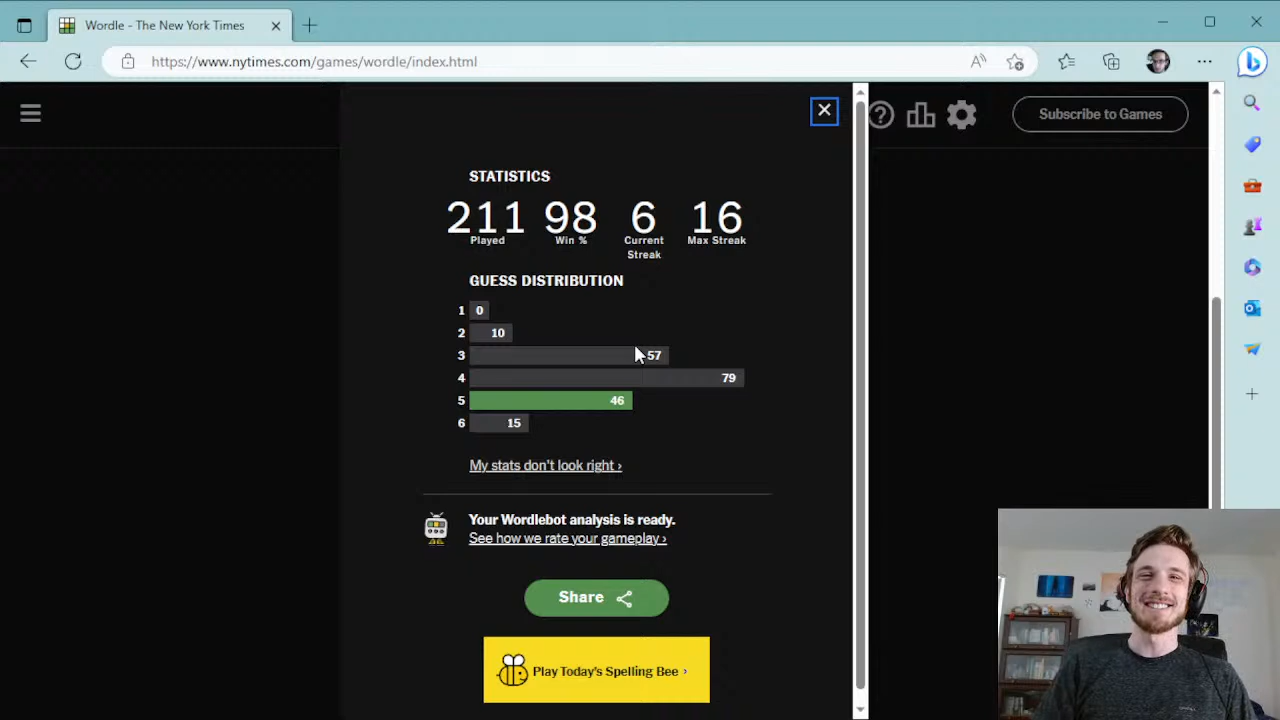 Wordle - The New York Times
https://www.nytimes.com/games/wordle/index.html
Subscribe to Games
STATISTICS
211 98 6 16
Played Win % Current Streak Max Streak
GUESS DISTRIBUTION
1 0
2 10
3 57
4 79
5 46
6 15
My stats don't look right ›
Your Wordlebot analysis is ready.
See how we rate your gameplay ›
Share
Play Today's Spelling Bee ›